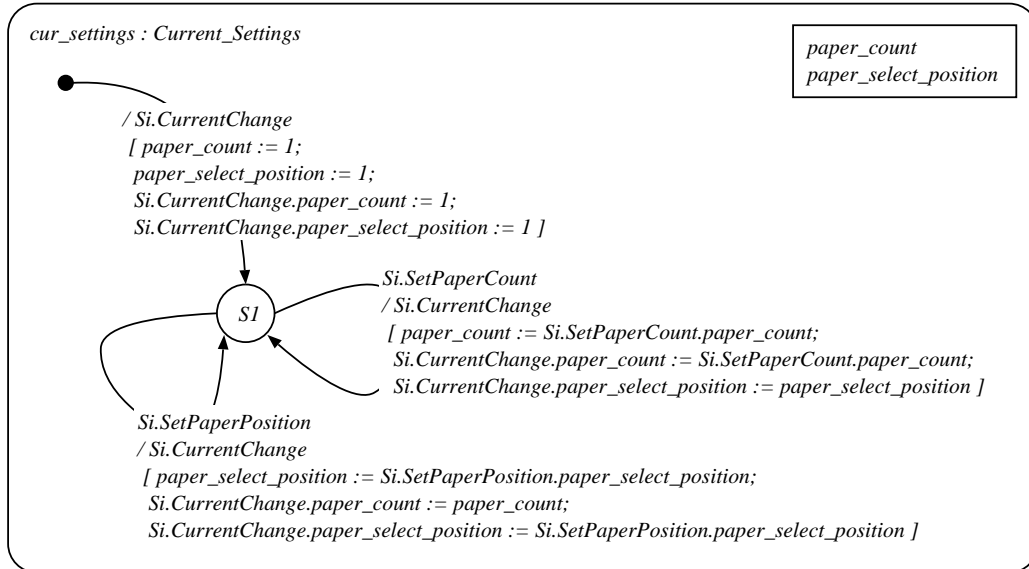 cur_settings : Current_Settings
paper_count
paper_select_position
/ Si.CurrentChange
[ paper_count := 1;
paper_select_position := 1;
Si.CurrentChange.paper_count := 1;
Si.CurrentChange.paper_select_position := 1 ]
S1
Si.SetPaperCount
/ Si.CurrentChange
[ paper_count := Si.SetPaperCount.paper_count;
Si.CurrentChange.paper_count := Si.SetPaperCount.paper_count;
Si.CurrentChange.paper_select_position := paper_select_position ]
Si.SetPaperPosition
/ Si.CurrentChange
[ paper_select_position := Si.SetPaperPosition.paper_select_position;
Si.CurrentChange.paper_count := paper_count;
Si.CurrentChange.paper_select_position := Si.SetPaperPosition.paper_select_position ]